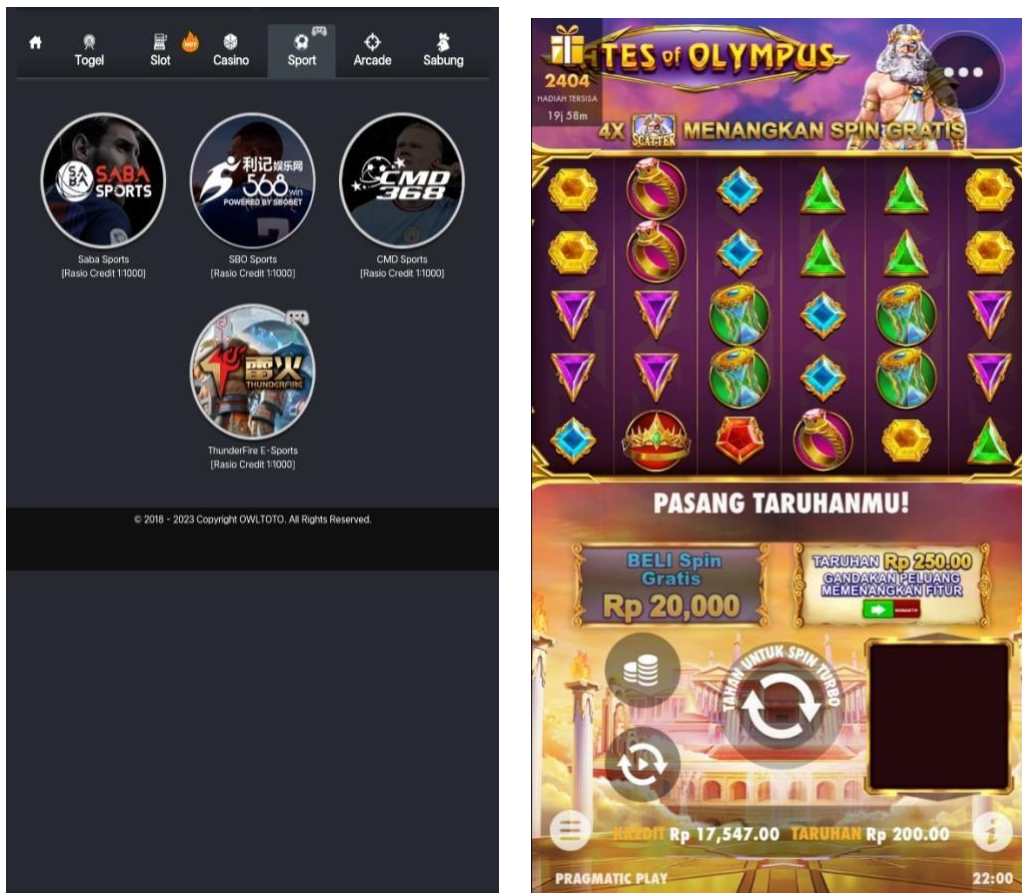 Togel
Slot
HOT
Casino
Sport
Arcade
Sabung
SABA
SPORTS
利记娱乐网
568win
POWERED BY SBOBET
CMD
368
Saba Sports
[Rasio Credit 1:1000]
SBO Sports
[Rasio Credit 1:1000]
CMD Sports
[Rasio Credit 1:1000]
雷火
THUNDERFIRE
ThunderFire E-Sports
[Rasio Credit 1:1000]
© 2018 - 2023 Copyright OWLTOTO. All Rights Reserved.
TES of OLYMPUS
2404
HADIAH TERSISA
19j 58m
4X SCATTER MENANGKAN SPIN GRATIS
PASANG TARUHANMU!
BELI Spin
Gratis
Rp 20,000
TARUHAN Rp 250.00
GANDAKAN PELUANG
MEMENANGKAN FITUR
NONAKTIF
TAHAN UNTUK SPIN TURBO
KREDIT Rp 17,547.00 TARUHAN Rp 200.00
PRAGMATIC PLAY
22:00